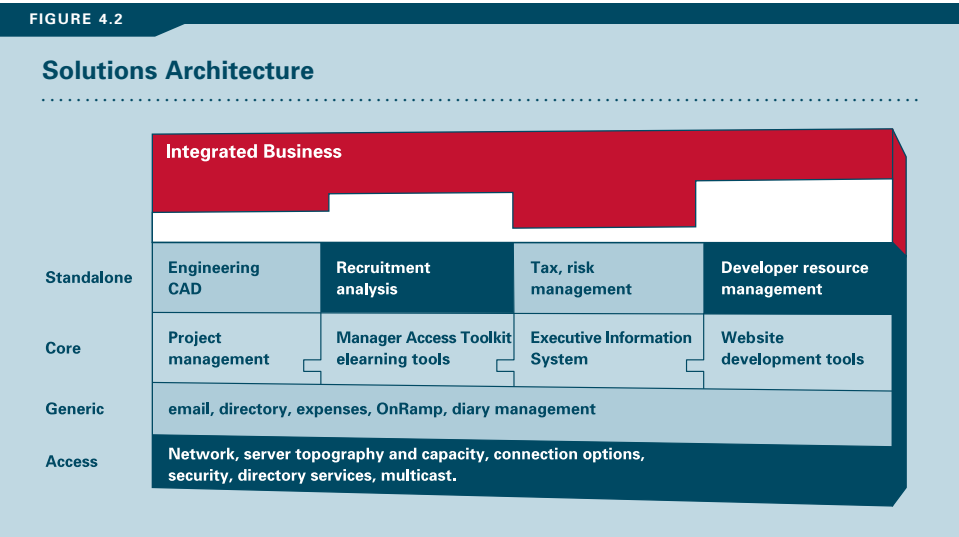 FIGURE 4.2
Solutions Architecture
Integrated Business
Standalone
Engineering
CAD
Recruitment
analysis
Tax, risk
management
Developer resource
management
Core
Project
management
Manager Access Toolkit
elearning tools
Executive Information
System
Website
development tools
Generic
email, directory, expenses, OnRamp, diary management
Access
Network, server topography and capacity, connection options,
security, directory services, multicast.